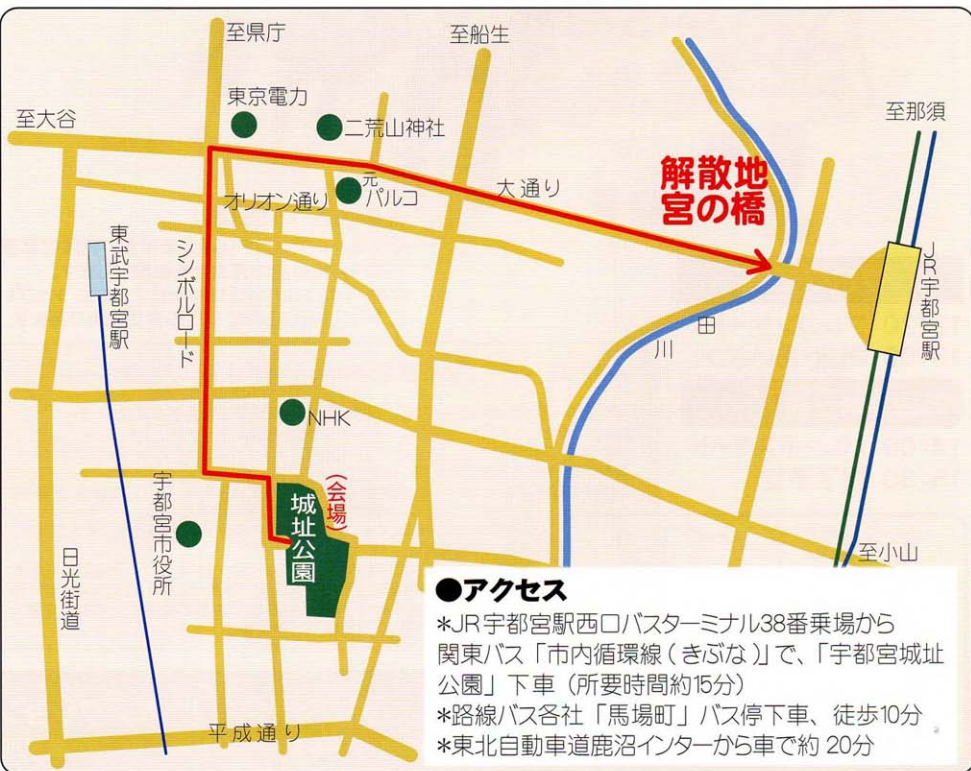 至県庁
至船生
東京電力
至大谷
二荒山神社
至那須
解散地
宮の橋
元
パルコ
オリオン通り
大通り
東武宇都宮駅
シンボルロード
JR宇都宮駅
田
川
NHK
(会場)
城址公園
宇都宮市役所
日光街道
至小山
平成通り
●アクセス
*JR宇都宮駅西口バスターミナル38番乗場から
関東バス「市内循環線(きぶな)」で、「宇都宮城址
公園」下車(所要時間約15分)
*路線バス各社「馬場町」バス停下車、徒歩10分
*東北自動車道鹿沼インターから車で約20分